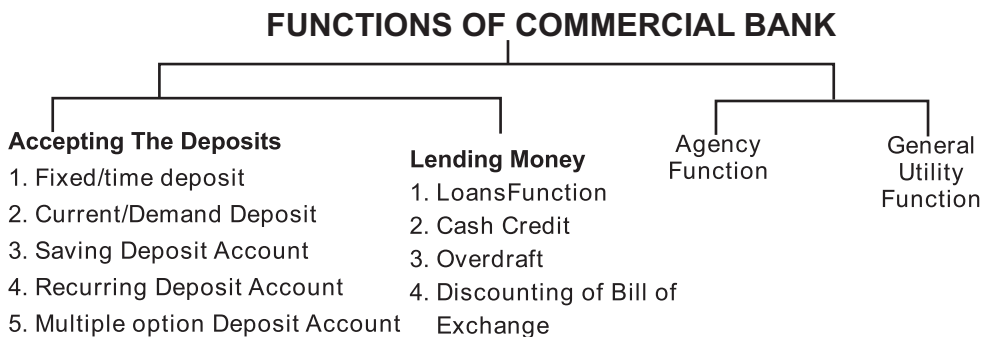 FUNCTIONS OF COMMERCIAL BANK
Accepting The Deposits
1. Fixed/time deposit
2. Current/Demand Deposit
3. Saving Deposit Account
4. Recurring Deposit Account
5. Multiple option Deposit Account
Lending Money
1. LoansFunction
2. Cash Credit
3. Overdraft
4. Discounting of Bill of
Exchange
Agency
Function
General
Utility
Function